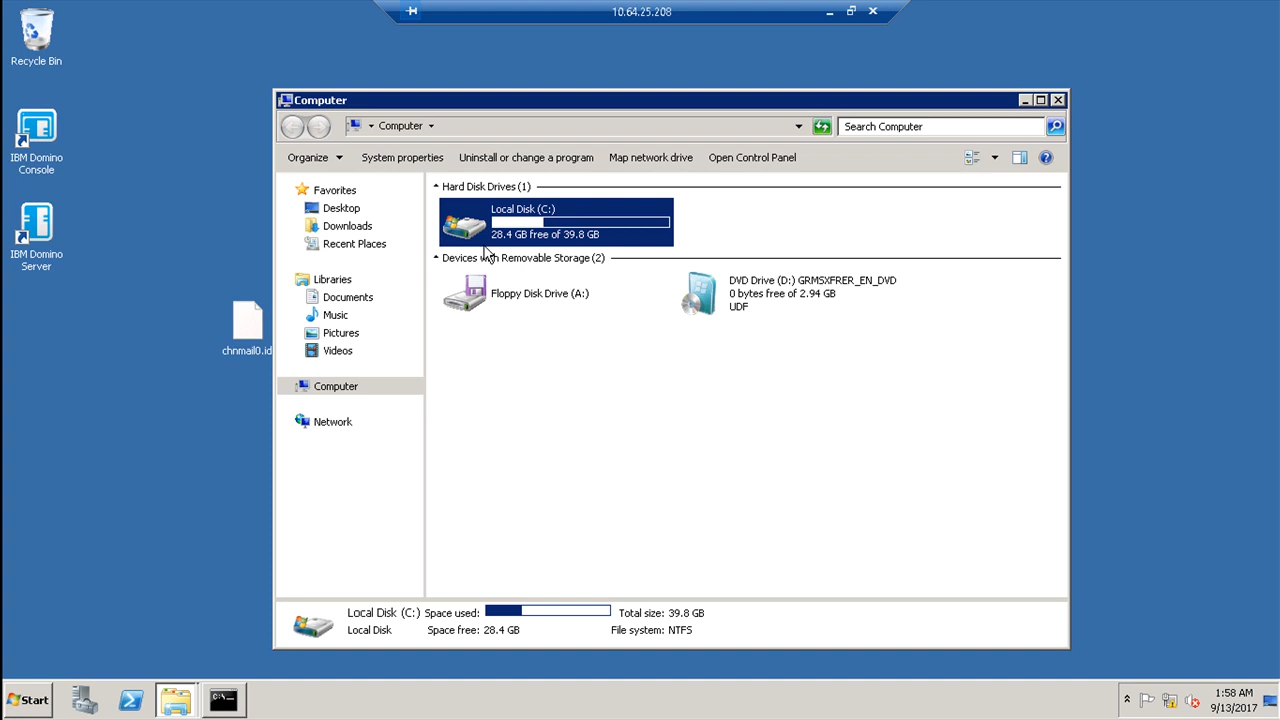 10.64.25.208
Recycle Bin
IBM Domino
Console
IBM Domino
Server
chnmail0.id
Computer
Computer
Search Computer
Organize
System properties
Uninstall or change a program
Map network drive
Open Control Panel
Favorites
Desktop
Downloads
Recent Places
Libraries
Documents
Music
Pictures
Videos
Computer
Network
Hard Disk Drives (1)
Local Disk (C:)
28.4 GB free of 39.8 GB
Devices with Removable Storage (2)
Floppy Disk Drive (A:)
DVD Drive (D:) GRMSXFRER_EN_DVD
0 bytes free of 2.94 GB
UDF
Local Disk (C:) Space used: Total size: 39.8 GB
Local Disk Space free: 28.4 GB File system: NTFS
Start
C:\
1:58 AM
9/13/2017